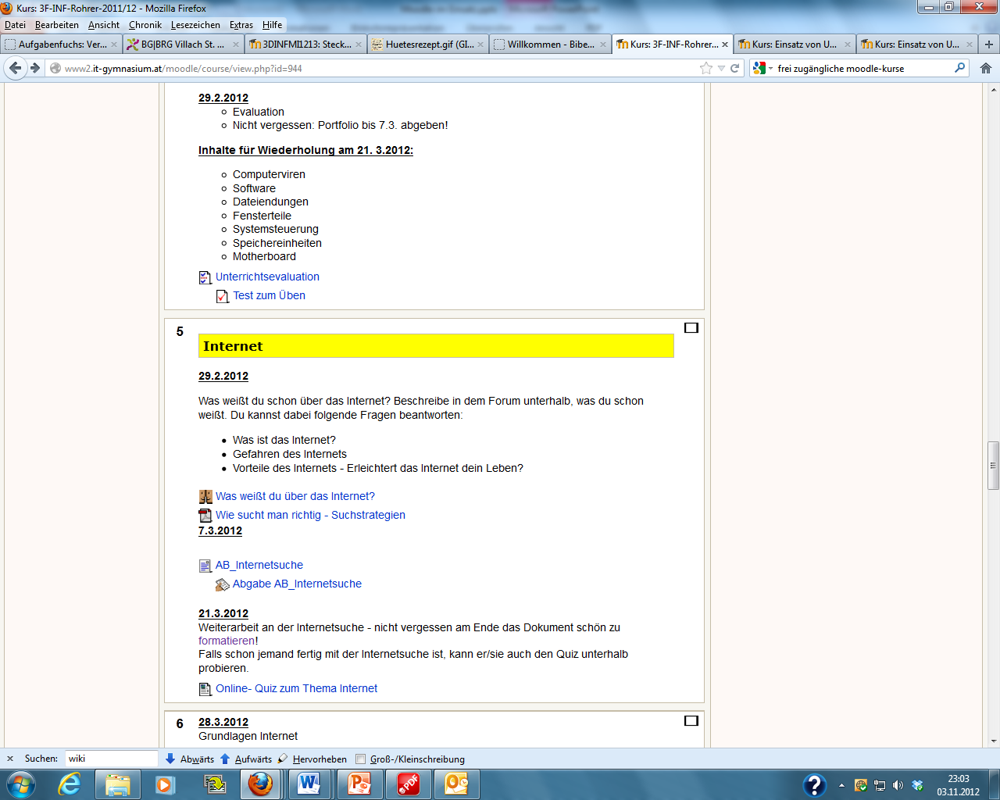 Kurs: 3F-INF-Rohrer-2011/12 - Mozilla Firefox
Datei Bearbeiten Ansicht Chronik Lesezeichen Extras Hilfe
Aufgabenfuchs: Ver... BG|BRG Villach St. ... 3DINFMI1213: Steck... Huetesrezept.gif (GI... Willkommen - Bibe... Kurs: 3F-INF-Rohrer... Kurs: Einsatz von U... Kurs: Einsatz von U...
www2.it-gymnasium.at/moodle/course/view.php?id=944
frei zugängliche moodle-kurse
29.2.2012
Evaluation
Nicht vergessen: Portfolio bis 7.3. abgeben!
Inhalte für Wiederholung am 21. 3.2012:
Computerviren
Software
Dateiendungen
Fensterteile
Systemsteuerung
Speichereinheiten
Motherboard
Unterrichtsevaluation
Test zum Üben
5
Internet
29.2.2012
Was weißt du schon über das Internet? Beschreibe in dem Forum unterhalb, was du schon
weißt. Du kannst dabei folgende Fragen beantworten:
Was ist das Internet?
Gefahren des Internets
Vorteile des Internets - Erleichtert das Internet dein Leben?
Was weißt du über das Internet?
Wie sucht man richtig - Suchstrategien
7.3.2012
AB_Internetsuche
Abgabe AB_Internetsuche
21.3.2012
Weiterarbeit an der Internetsuche - nicht vergessen am Ende das Dokument schön zu
formatieren!
Falls schon jemand fertig mit der Internetsuche ist, kann er/sie auch den Quiz unterhalb
probieren.
Online- Quiz zum Thema Internet
6 28.3.2012
Grundlagen Internet
Suchen: wiki Abwärts Aufwärts Hervorheben Groß-/Kleinschreibung
23:03
03.11.2012